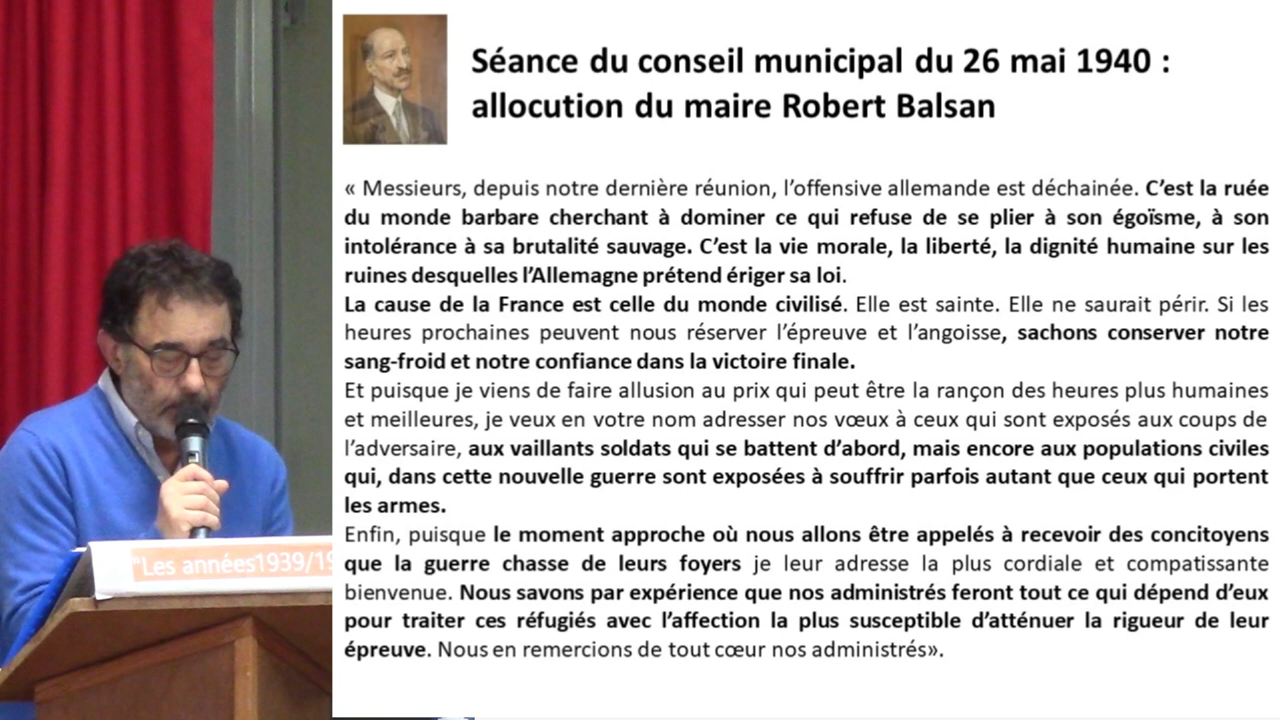 Séance du conseil municipal du 26 mai 1940 :
allocution du maire Robert Balsan
« Messieurs, depuis notre dernière réunion, l’offensive allemande est déchainée. C’est la ruée
du monde barbare cherchant à dominer ce qui refuse de se plier à son égoïsme, à son
intolérance à sa brutalité sauvage. C’est la vie morale, la liberté, la dignité humaine sur les
ruines desquelles l’Allemagne prétend ériger sa loi.
La cause de la France est celle du monde civilisé. Elle est sainte. Elle ne saurait périr. Si les
heures prochaines peuvent nous réserver l’épreuve et l’angoisse, sachons conserver notre
sang-froid et notre confiance dans la victoire finale.
Et puisque je viens de faire allusion au prix qui peut être la rançon des heures plus humaines
et meilleures, je veux en votre nom adresser nos vœux à ceux qui sont exposés aux coups de
l’adversaire, aux vaillants soldats qui se battent d’abord, mais encore aux populations civiles
qui, dans cette nouvelle guerre sont exposées à souffrir parfois autant que ceux qui portent
les armes.
Enfin, puisque le moment approche où nous allons être appelés à recevoir des concitoyens
que la guerre chasse de leurs foyers je leur adresse la plus cordiale et compatissante
bienvenue. Nous savons par expérience que nos administrés feront tout ce qui dépend d’eux
pour traiter ces réfugiés avec l’affection la plus susceptible d’atténuer la rigueur de leur
épreuve. Nous en remercions de tout cœur nos administrés».
"Les années1939/19